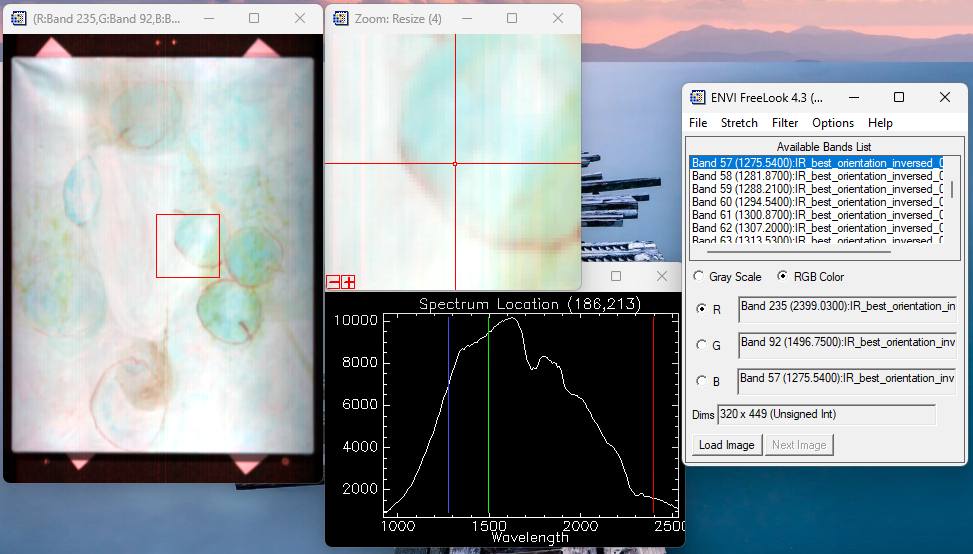 (R:Band 235,G:Band 92,B:B...
Zoom: Resize (4)
ENVI FreeLook 4.3 (...
File Stretch Filter Options Help
Available Bands List
Band 57 (1275.5400):IR_best_orientation_inversed_0
Band 58 (1281.8700):IR_best_orientation_inversed_0
Band 59 (1288.2100):IR_best_orientation_inversed_0
Band 60 (1294.5400):IR_best_orientation_inversed_0
Band 61 (1300.8700):IR_best_orientation_inversed_0
Band 62 (1307.2000):IR_best_orientation_inversed_0
Band 63 (1313.5300):IR_best_orientation_inversed_0
Gray Scale RGB Color
R Band 235 (2399.0300):IR_best_orientation_in
G Band 92 (1496.7500):IR_best_orientation_inv
B Band 57 (1275.5400):IR_best_orientation_inv
Dims 320 x 449 (Unsigned Int)
Load Image Next Image
Spectrum Location (186,213)
10000
8000
6000
4000
2000
1000 1500 2000 2500
Wavelength